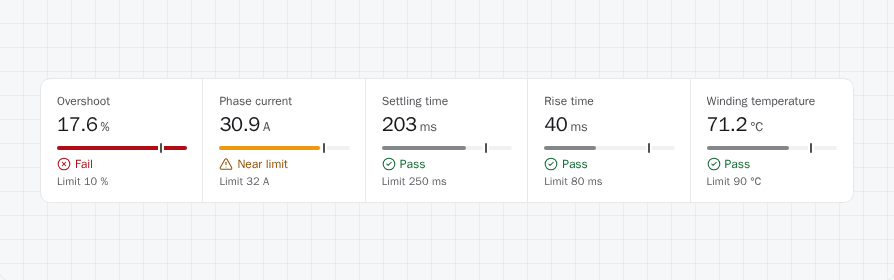 Overshoot
17.6 %
Fail
Limit 10 %
Phase current
30.9 A
Near limit
Limit 32 A
Settling time
203 ms
Pass
Limit 250 ms
Rise time
40 ms
Pass
Limit 80 ms
Winding temperature
71.2 °C
Pass
Limit 90 °C